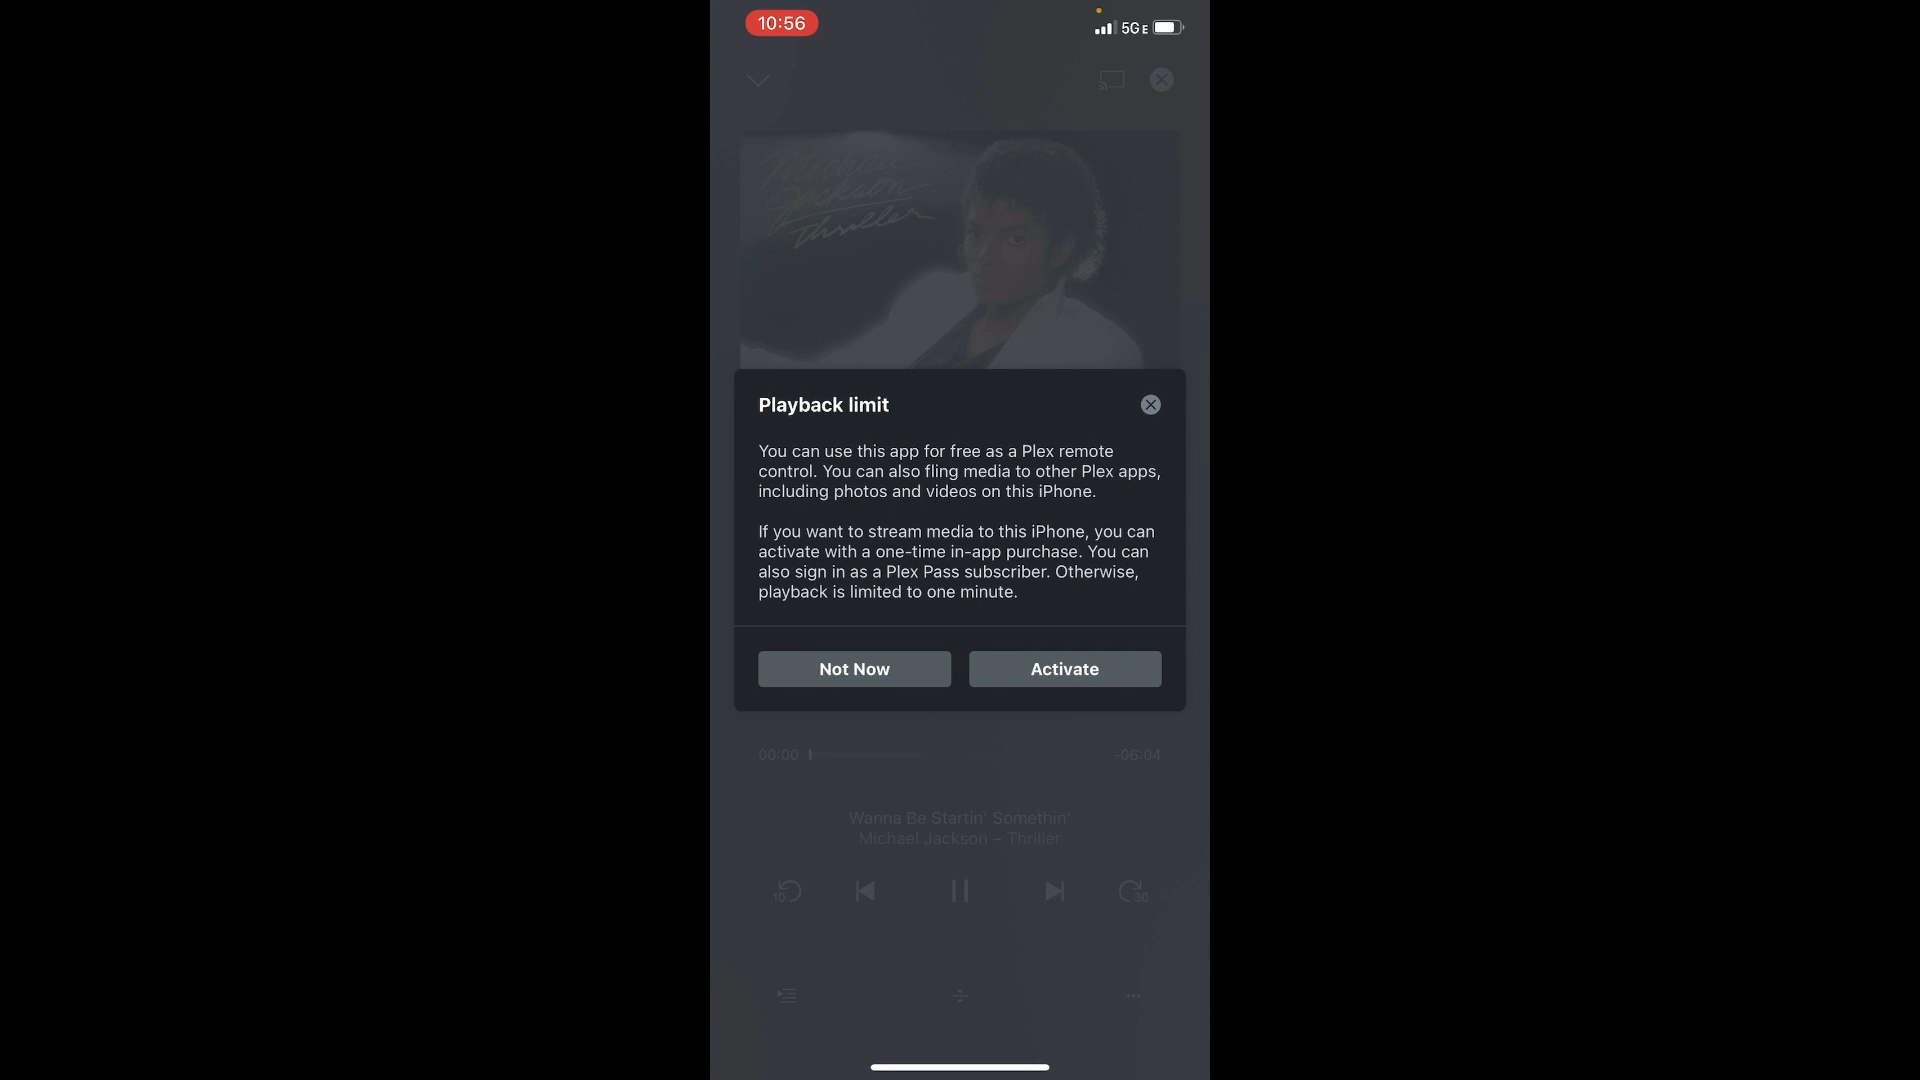 10:56
5GE
Michael
Jackson
Thriller
Playback limit
You can use this app for free as a Plex remote
control. You can also fling media to other Plex apps,
including photos and videos on this iPhone.
If you want to stream media to this iPhone, you can
activate with a one-time in-app purchase. You can
also sign in as a Plex Pass subscriber. Otherwise,
playback is limited to one minute.
Not Now
Activate
00:00
-06:04
Wanna Be Startin' Somethin'
Michael Jackson – Thriller
10
30